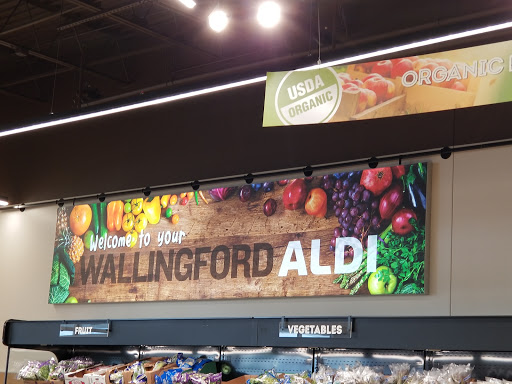 USDA
ORGANIC
ORGANIC
Welcome to your
WALLINGFORD ALDI
FRUIT
VEGETABLES